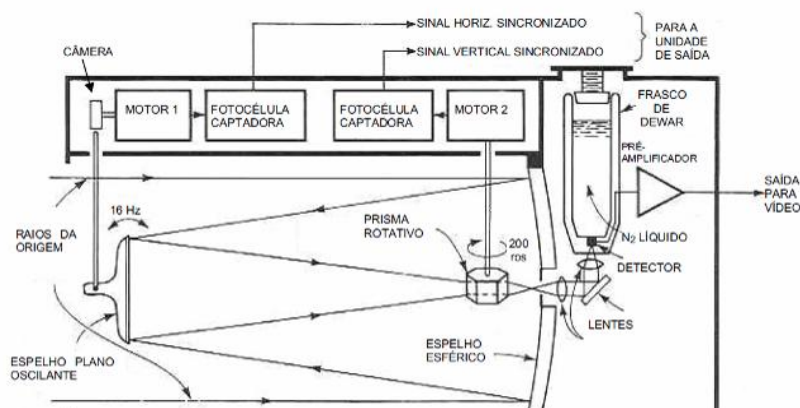 SINAL HORIZ. SINCRONIZADO
PARA A
UNIDADE
DE SAÍDA
SINAL VERTICAL SINCRONIZADO
CÂMERA
MOTOR 1
FOTOCÉLULA
CAPTADORA
FOTOCÉLULA
CAPTADORA
MOTOR 2
FRASCO
DE
DEWAR
PRÉ-
AMPLIFICADOR
SAÍDA
PARA
VÍDEO
RAIOS DA
ORIGEM
16 Hz
PRISMA
ROTATIVO
200
rps
N₂ LÍQUIDO
DETECTOR
LENTES
ESPELHO PLANO
OSCILANTE
ESPELHO
ESFÉRICO